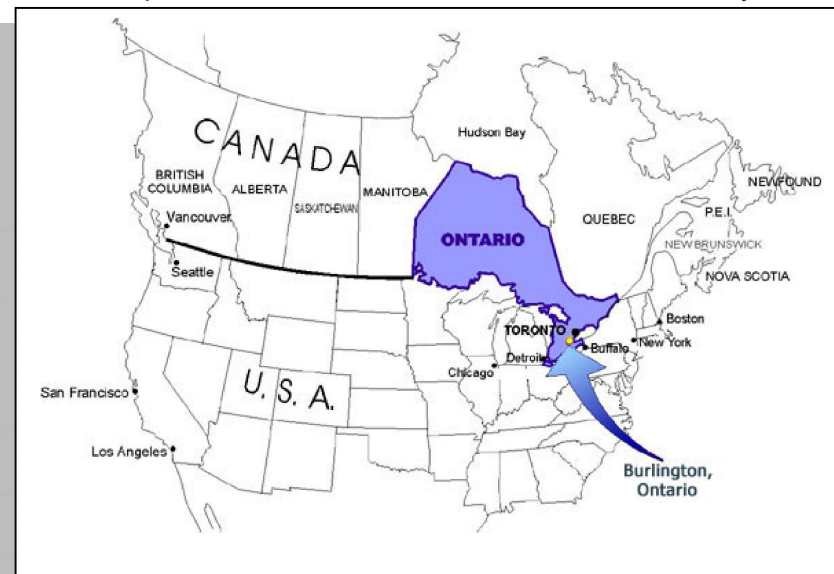 CANADA
Hudson Bay
BRITISH
COLUMBIA
ALBERTA
SASKATCHEWAN
MANITOBA
ONTARIO
QUEBEC
NEWFOUND
P.E.I.
NEW BRUNSWICK
NOVA SCOTIA
Vancouver
Seattle
TORONTO
Boston
New York
Buffalo
Detroit
Chicago
U.S.A.
San Francisco
Los Angeles
Burlington,
Ontario